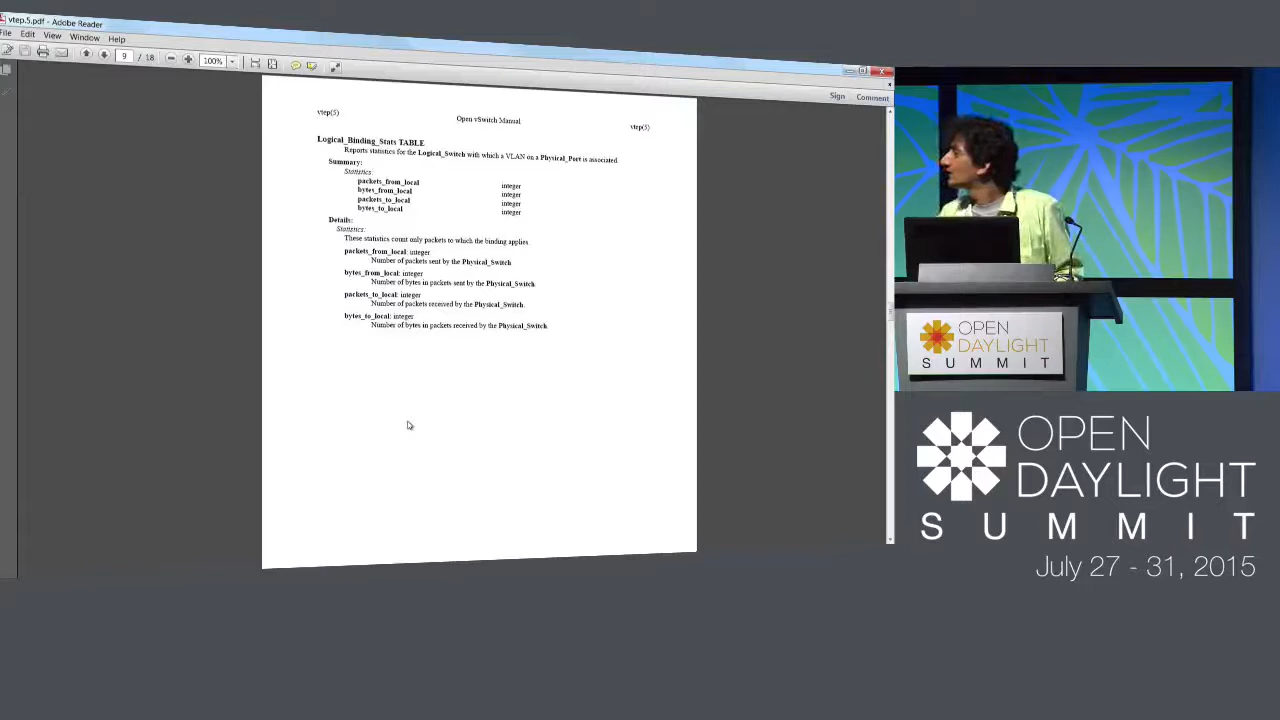 vtep.5.pdf - Adobe Reader
File Edit View Window Help
9 / 18 100%
Sign Comment
vtep(5) Open vSwitch Manual vtep(5)
Logical_Binding_Stats TABLE
Reports statistics for the Logical_Switch with which a VLAN on a Physical_Port is associated.
Summary:
Statistics:
packets_from_local integer
bytes_from_local integer
packets_to_local integer
bytes_to_local integer
Details:
Statistics:
These statistics count only packets to which the binding applies.
packets_from_local: integer
Number of packets sent by the Physical_Switch.
bytes_from_local: integer
Number of bytes in packets sent by the Physical_Switch.
packets_to_local: integer
Number of packets received by the Physical_Switch.
bytes_to_local: integer
Number of bytes in packets received by the Physical_Switch.
OPEN
DAYLIGHT
SUMMIT
OPEN
DAYLIGHT
SUMMIT
July 27 - 31, 2015